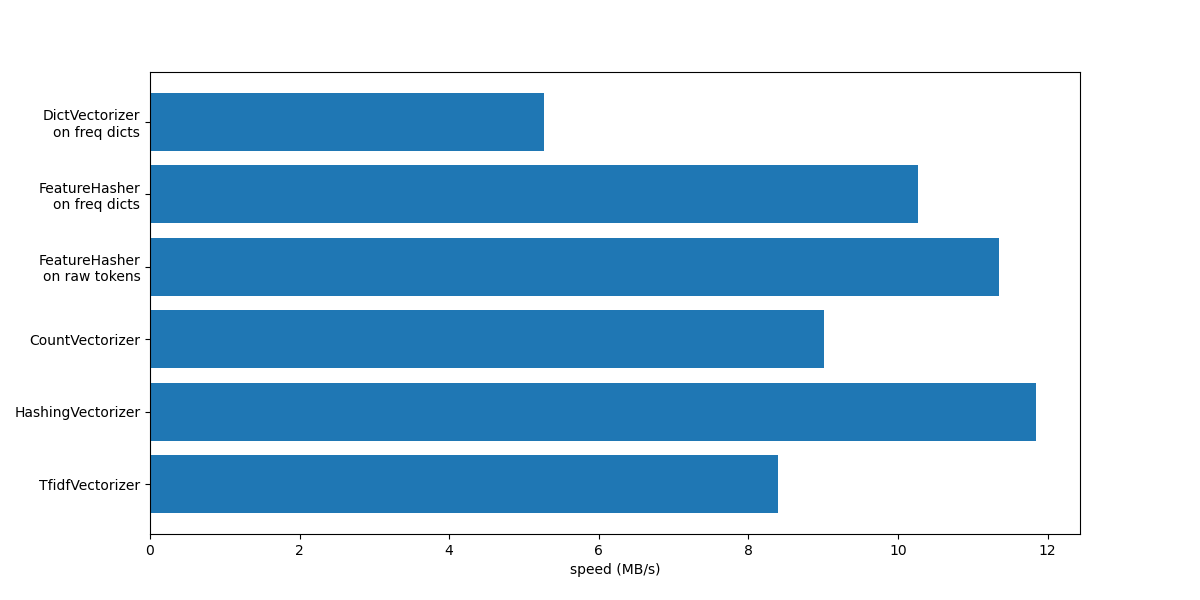 DictVectorizer
on freq dicts
FeatureHasher
on freq dicts
FeatureHasher
on raw tokens
CountVectorizer
HashingVectorizer
TfidfVectorizer
0 2 4 6 8 10 12
speed (MB/s)